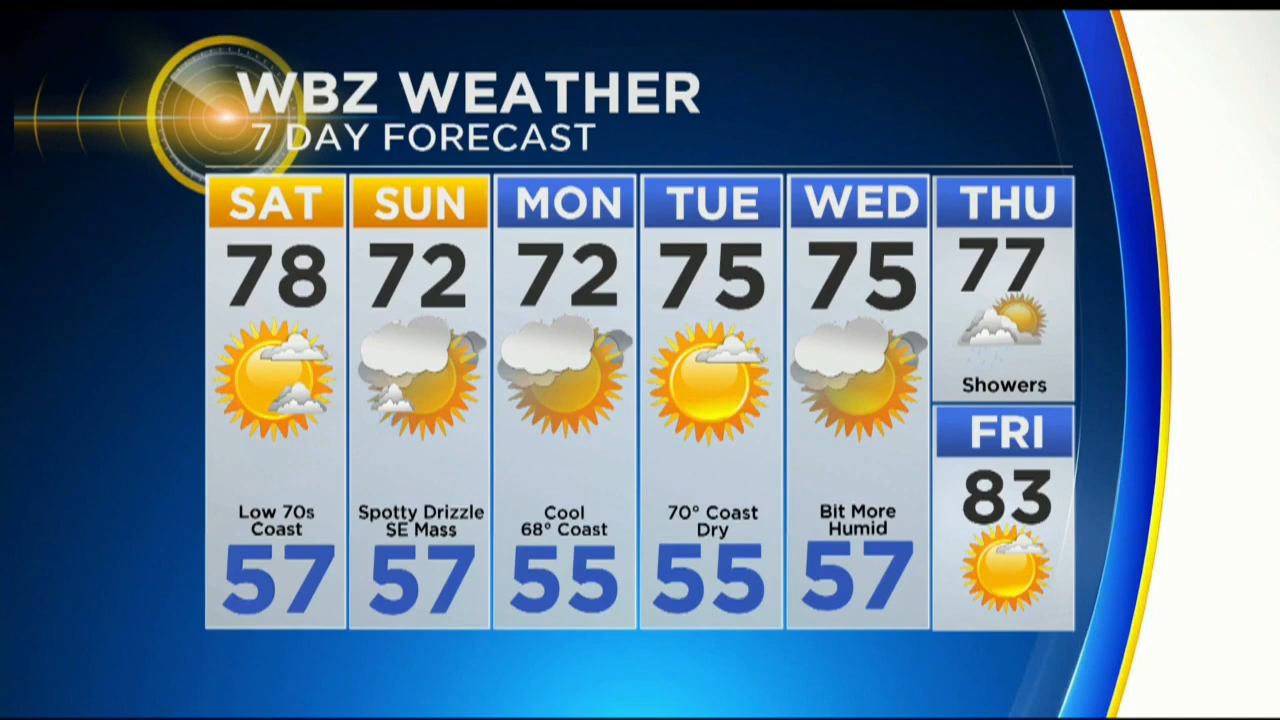 WBZ WEATHER
7 DAY FORECAST
SAT
78
Low 70s
Coast
57
SUN
72
Spotty Drizzle
SE Mass
57
MON
72
Cool
68° Coast
55
TUE
75
70° Coast
Dry
55
WED
75
Bit More
Humid
57
THU
77
Showers
FRI
83